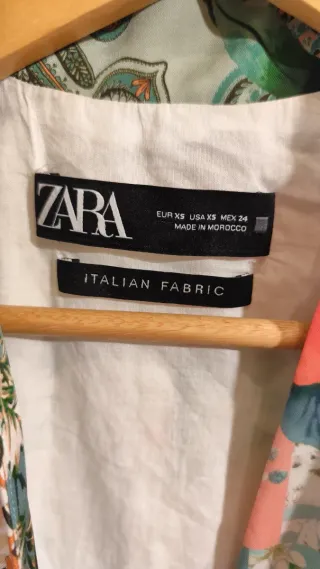 ZARA
EUR XS USA XS MEX 24
MADE IN MOROCCO
ITALIAN FABRIC